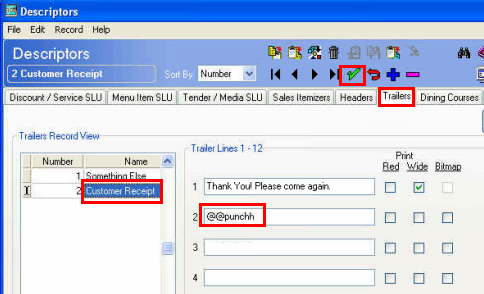 Descriptors
File Edit Record Help
Descriptors
2 Customer Receipt
Sort By Number
Discount / Service SLU Menu Item SLU Tender / Media SLU Sales Itemizers Headers Trailers Dining Courses
Trailers Record View
Number Name
1 Something Else
2 Customer Receipt
Trailer Lines 1 - 12
Print
Red Wide Bitmap
1 Thank You! Please come again.
2 @@punchh
3
4